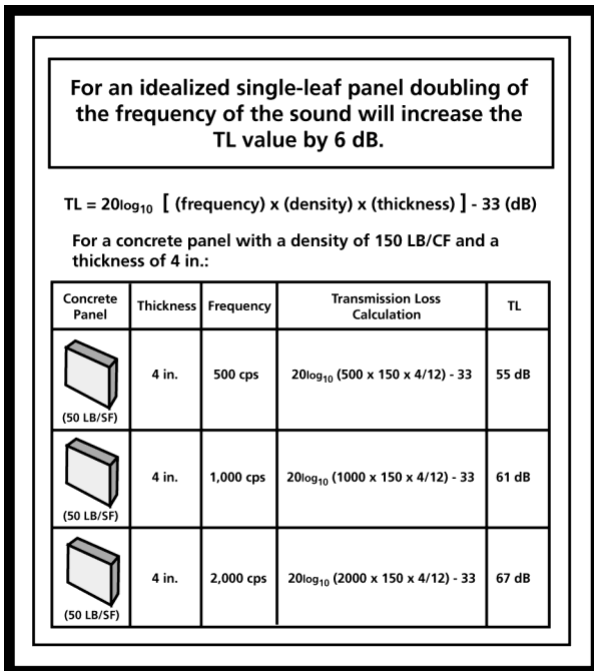 For an idealized single-leaf panel doubling of
the frequency of the sound will increase the
TL value by 6 dB.
TL = 20log10 [ (frequency) x (density) x (thickness) ] - 33 (dB)
For a concrete panel with a density of 150 LB/CF and a
thickness of 4 in.:
Concrete Panel Thickness Frequency Transmission Loss Calculation TL
(50 LB/SF) 4 in. 500 cps 20log10 (500 x 150 x 4/12) - 33 55 dB
(50 LB/SF) 4 in. 1,000 cps 20log10 (1000 x 150 x 4/12) - 33 61 dB
(50 LB/SF) 4 in. 2,000 cps 20log10 (2000 x 150 x 4/12) - 33 67 dB